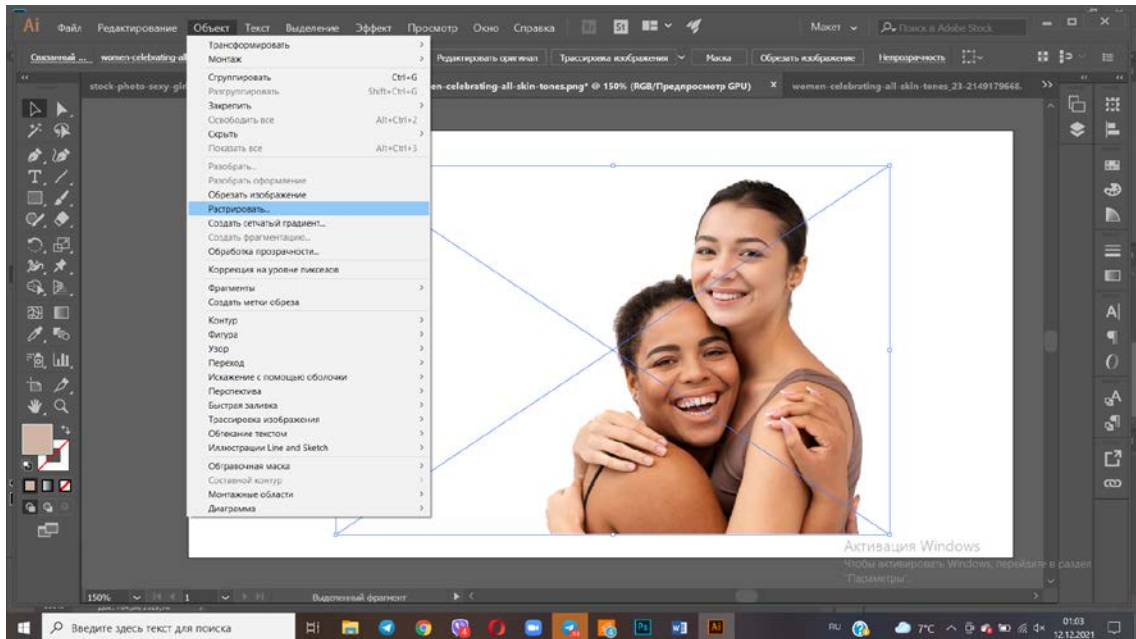 Ai Файл Редактирование Объект Текст Выделение Эффект Просмотр Окно Справка Br St Макет Поиск в Adobe Stock
Связанный ... women-celebrating-all Редактировать оригинал Трассировка изображения Маска Обрезать изображение Непрозрачность
stock-photo-sexy-gir en-celebrating-all-skin-tones.png* @ 150% (RGB/Предпросмотр GPU) X women-celebrating-all-skin-tones_23-2149179668.
Трансформировать
Монтаж
Сгруппировать Ctrl+G
Разгруппировать Shift+Ctrl+G
Закрепить
Освободить все Alt+Ctrl+2
Скрыть
Показать все Alt+Ctrl+3
Разобрать...
Разобрать оформление
Обрезать изображение
Растрировать...
Создать сетчатый градиент...
Создать фрагментацию...
Обработка прозрачности...
Коррекция на уровне пикселов
Фрагменты
Создать метки обреза
Контур
Фигура
Узор
Переход
Искажение с помощью оболочки
Перспектива
Быстрая заливка
Трассировка изображения
Обтекание текстом
Иллюстрации Line and Sketch
Обтравочная маска
Составной контур
Монтажные области
Диаграмма
Активация Windows
Чтобы активировать Windows, перейдите в раздел
"Параметры".
150% 1 Выделенный фрагмент
Введите здесь текст для поиска Ps Ai RU 7°C 01:03
12.12.2021